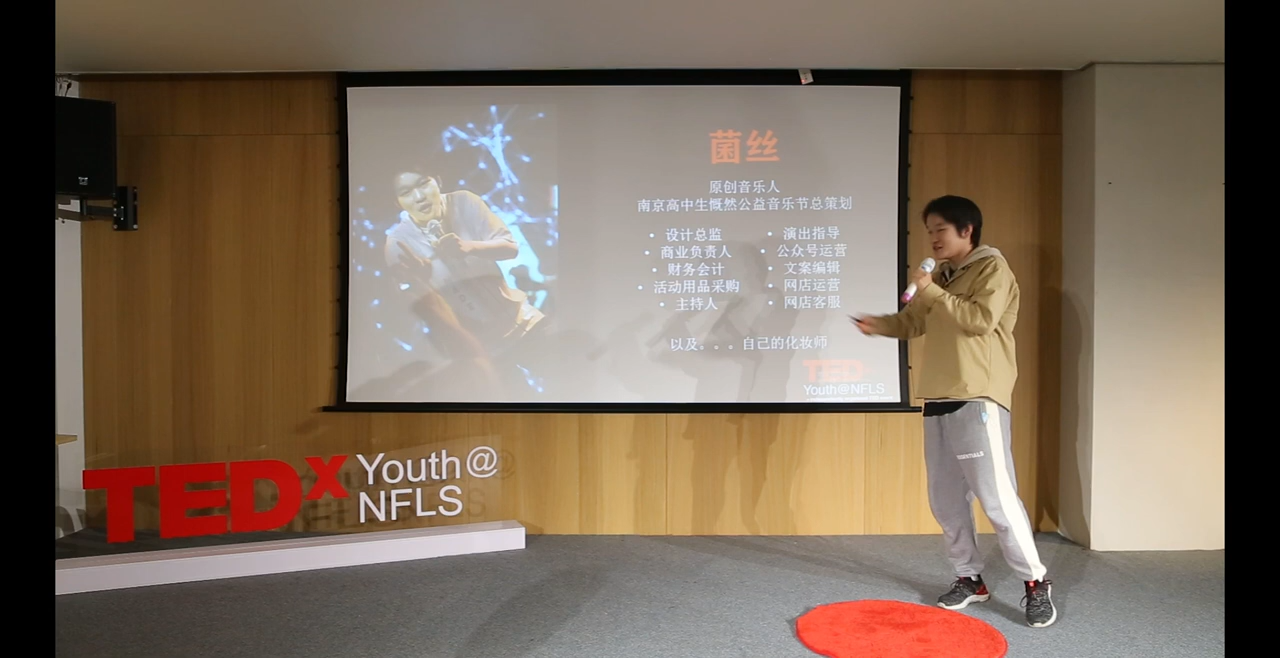 菌丝
原创音乐人
南京高中生慨然公益音乐节总策划
• 设计总监
• 商业负责人
• 财务会计
• 活动用品采购
• 主持人
• 演出指导
• 公众号运营
• 文案编辑
• 网店运营
• 网店客服
以及。。。自己的化妆师
TED
Youth@NFLS
TEDx Youth@
NFLS
ESSENTIALS